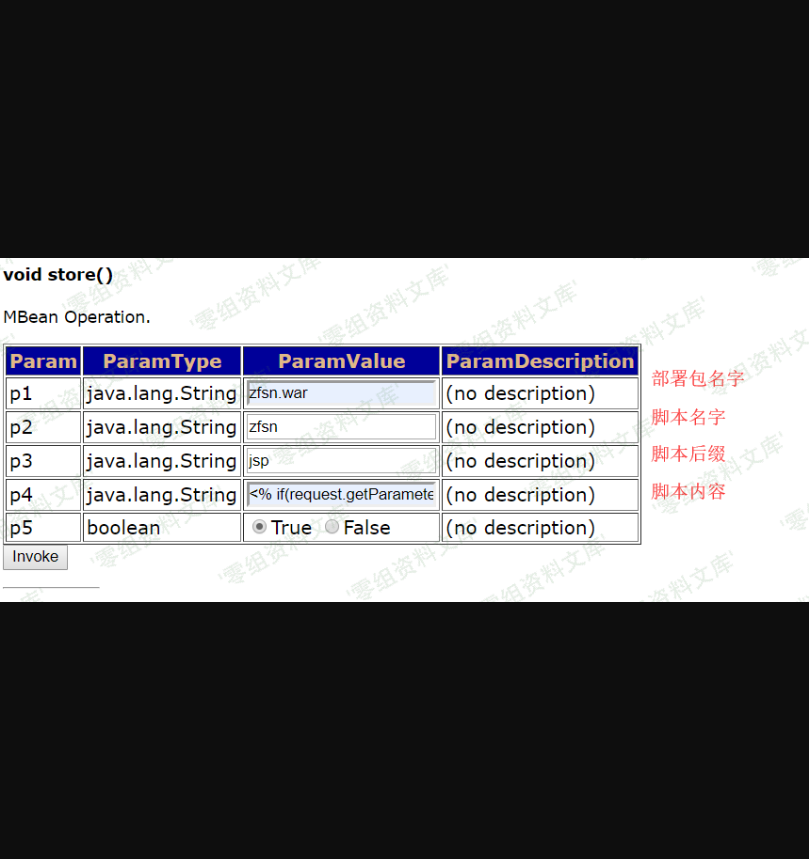 void store()
MBean Operation.
Param ParamType ParamValue ParamDescription
p1 java.lang.String zfsn.war (no description) 部署包名字
p2 java.lang.String zfsn (no description) 脚本名字
p3 java.lang.String jsp (no description) 脚本后缀
p4 java.lang.String <% if(request.getParamete (no description) 脚本内容
p5 boolean True False (no description)
Invoke
零组资料文库